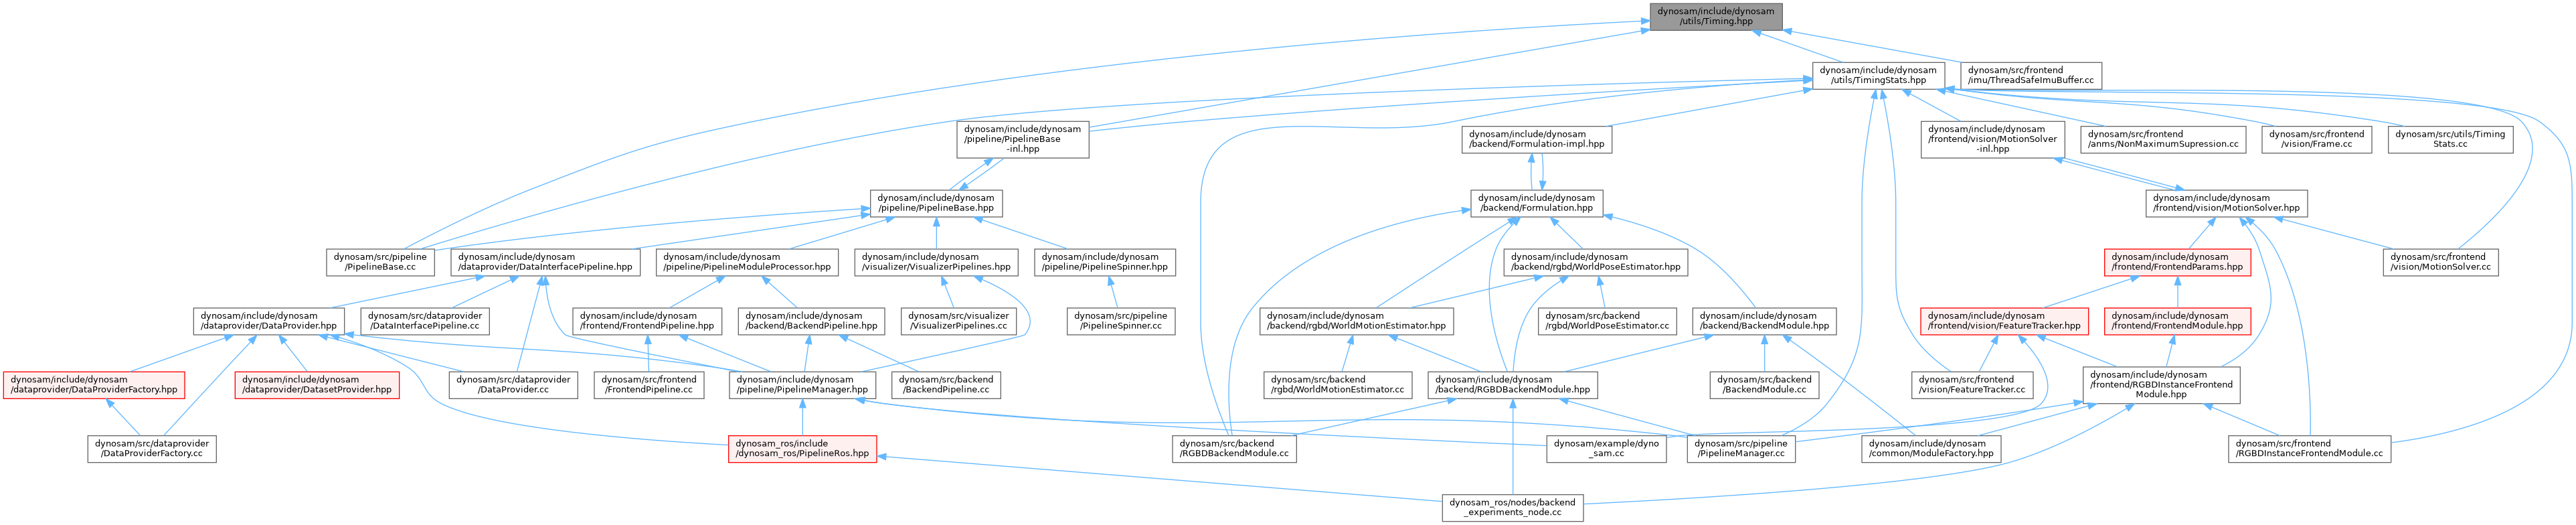 dynosam/include/dynosam
/utils/Timing.hpp
dynosam/include/dynosam
/utils/TimingStats.hpp
dynosam/src/frontend
/imu/ThreadSafeImuBuffer.cc
dynosam/include/dynosam
/pipeline/PipelineBase
-inl.hpp
dynosam/include/dynosam
/backend/Formulation-impl.hpp
dynosam/include/dynosam
/frontend/vision/MotionSolver
-inl.hpp
dynosam/src/frontend
/anms/NonMaximumSupression.cc
dynosam/src/frontend
/vision/Frame.cc
dynosam/src/utils/Timing
Stats.cc
dynosam/include/dynosam
/pipeline/PipelineBase.hpp
dynosam/include/dynosam
/backend/Formulation.hpp
dynosam/include/dynosam
/frontend/vision/MotionSolver.hpp
dynosam/src/pipeline
/PipelineBase.cc
dynosam/include/dynosam
/dataprovider/DataInterfacePipeline.hpp
dynosam/include/dynosam
/pipeline/PipelineModuleProcessor.hpp
dynosam/include/dynosam
/visualizer/VisualizerPipelines.hpp
dynosam/include/dynosam
/pipeline/PipelineSpinner.hpp
dynosam/include/dynosam
/backend/rgbd/WorldPoseEstimator.hpp
dynosam/include/dynosam
/frontend/FrontendParams.hpp
dynosam/src/frontend
/vision/MotionSolver.cc
dynosam/include/dynosam
/dataprovider/DataProvider.hpp
dynosam/src/dataprovider
/DataInterfacePipeline.cc
dynosam/include/dynosam
/frontend/FrontendPipeline.hpp
dynosam/include/dynosam
/backend/BackendPipeline.hpp
dynosam/src/visualizer
/VisualizerPipelines.cc
dynosam/src/pipeline
/PipelineSpinner.cc
dynosam/include/dynosam
/backend/rgbd/WorldMotionEstimator.hpp
dynosam/src/backend
/rgbd/WorldPoseEstimator.cc
dynosam/include/dynosam
/backend/BackendModule.hpp
dynosam/include/dynosam
/frontend/vision/FeatureTracker.hpp
dynosam/include/dynosam
/frontend/FrontendModule.hpp
dynosam/include/dynosam
/dataprovider/DataProviderFactory.hpp
dynosam/include/dynosam
/dataprovider/DatasetProvider.hpp
dynosam/src/dataprovider
/DataProvider.cc
dynosam/src/frontend
/FrontendPipeline.cc
dynosam/include/dynosam
/pipeline/PipelineManager.hpp
dynosam/src/backend
/BackendPipeline.cc
dynosam/src/backend
/rgbd/WorldMotionEstimator.cc
dynosam/include/dynosam
/backend/RGBDBackendModule.hpp
dynosam/src/backend
/BackendModule.cc
dynosam/src/frontend
/vision/FeatureTracker.cc
dynosam/include/dynosam
/frontend/RGBDInstanceFrontend
Module.hpp
dynosam/src/dataprovider
/DataProviderFactory.cc
dynosam_ros/include
/dynosam_ros/PipelineRos.hpp
dynosam/src/backend
/RGBDBackendModule.cc
dynosam/example/dyno
_sam.cc
dynosam/src/pipeline
/PipelineManager.cc
dynosam/include/dynosam
/common/ModuleFactory.hpp
dynosam/src/frontend
/RGBDInstanceFrontendModule.cc
dynosam_ros/nodes/backend
_experiments_node.cc